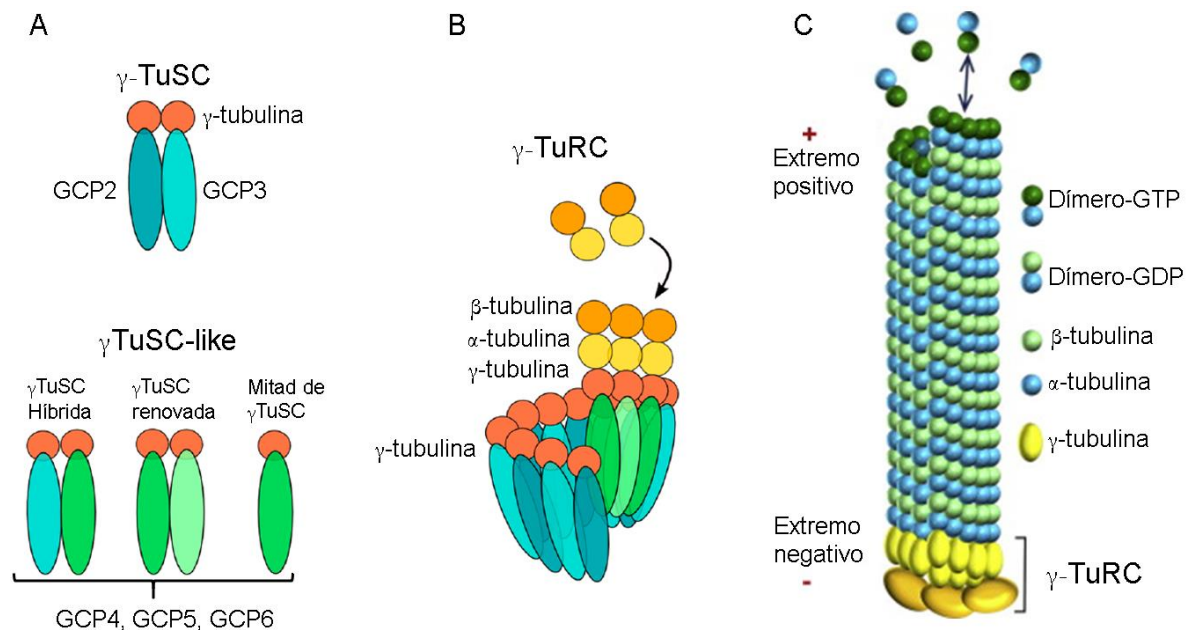 A
γ-TuSC
γ-tubulina
GCP2
GCP3
γTuSC-like
γTuSC
Híbrida
γTuSC
renovada
Mitad de
γTuSC
GCP4, GCP5, GCP6
B
γ-TuRC
β-tubulina
α-tubulina
γ-tubulina
γ-tubulina
C
+
Extremo
positivo
Dímero-GTP
Dímero-GDP
β-tubulina
α-tubulina
γ-tubulina
Extremo
negativo
-
γ-TuRC